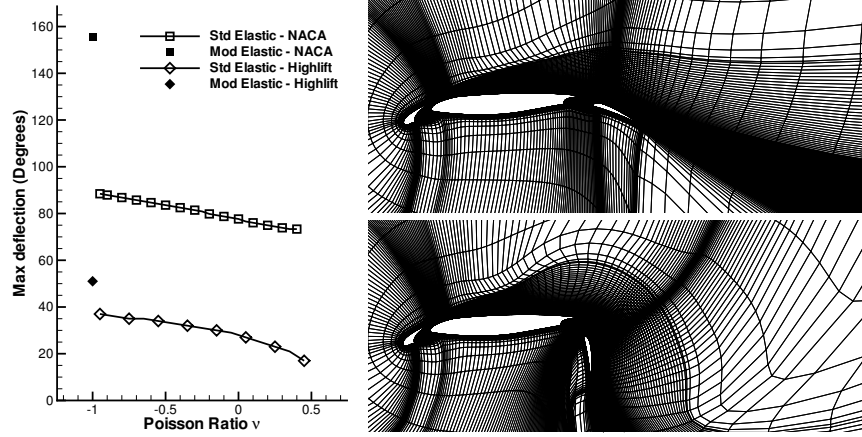 160
140
120
100
80
60
40
20
0
Max deflection (Degrees)
Std Elastic - NACA
Mod Elastic - NACA
Std Elastic - Highlift
Mod Elastic - Highlift
-1 -0.5 0 0.5
Poisson Ratio ν